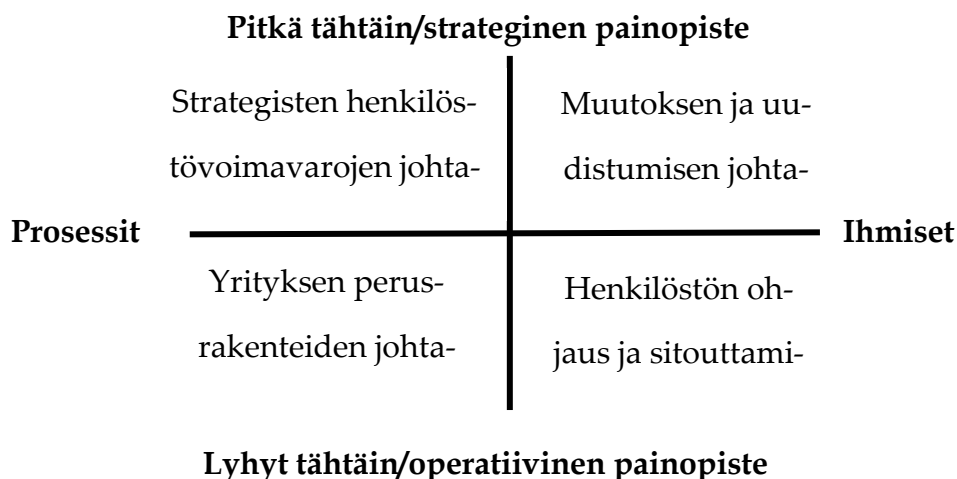 Pitkä tähtäin/strateginen painopiste
Strategisten henkilös-
tövoimavarojen johta-
Muutoksen ja uu-
distumisen johta-
Prosessit
Ihmiset
Yrityksen perus-
rakenteiden johta-
Henkilöstön oh-
jaus ja sitouttami-
Lyhyt tähtäin/operatiivinen painopiste